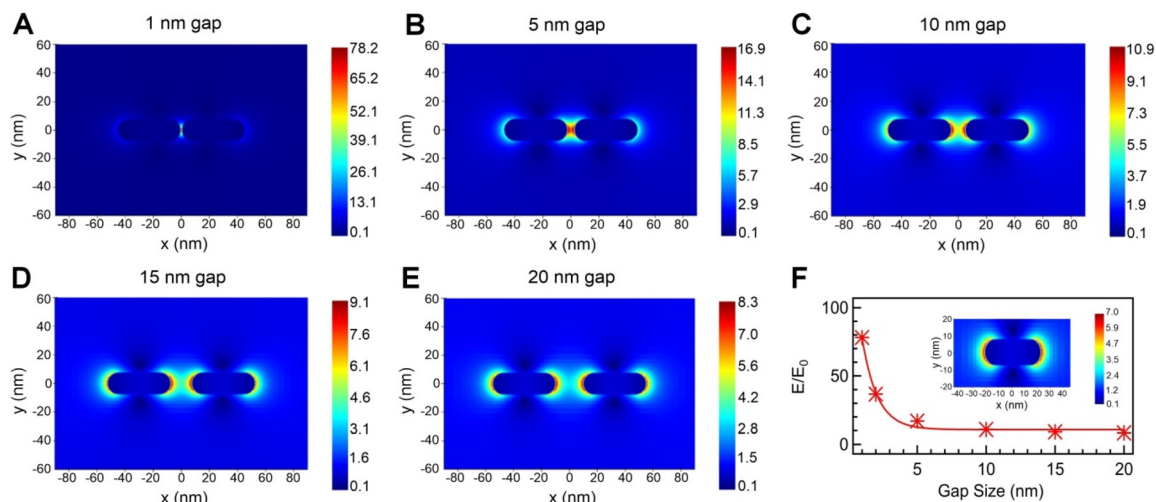 A
1 nm gap
60
40
20
0
-20
-40
-60
y (nm)
-80 -60 -40 -20 0 20 40 60 80
x (nm)
78.2
65.2
52.1
39.1
26.1
13.1
0.1
B
5 nm gap
60
40
20
0
-20
-40
-60
y (nm)
-80 -60 -40 -20 0 20 40 60 80
x (nm)
16.9
14.1
11.3
8.5
5.7
2.9
0.1
C
10 nm gap
60
40
20
0
-20
-40
-60
y (nm)
-80 -60 -40 -20 0 20 40 60 80
x (nm)
10.9
9.1
7.3
5.5
3.7
1.9
0.1
D
15 nm gap
60
40
20
0
-20
-40
-60
y (nm)
-80 -60 -40 -20 0 20 40 60 80
x (nm)
9.1
7.6
6.1
4.6
3.1
1.6
0.1
E
20 nm gap
60
40
20
0
-20
-40
-60
y (nm)
-80 -60 -40 -20 0 20 40 60 80
x (nm)
8.3
7.0
5.6
4.2
2.8
1.5
0.1
F
100
50
0
E/E0
5 10 15 20
Gap Size (nm)
20
10
0
-10
-20
y (nm)
-40 -30 -20 -10 0 10 20 30 40
x (nm)
7.0
5.9
4.7
3.6
2.4
1.3
0.1